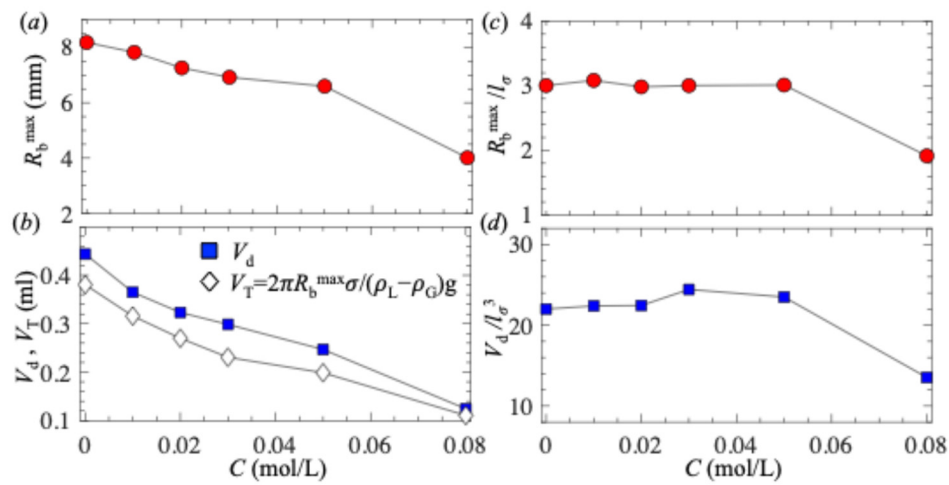 (a)
8
6
4
2
R_b^max (mm)
(b)
0.4
0.3
0.2
0.1
V_d , V_T (ml)
V_d
V_T=2πR_b^maxσ/(ρ_L−ρ_G)g
0 0.02 0.04 0.06 0.08
C (mol/L)
(c)
4
3
2
1
R_b^max/l_σ
(d)
30
20
10
V_d/l_σ^3
0 0.02 0.04 0.06 0.08
C (mol/L)